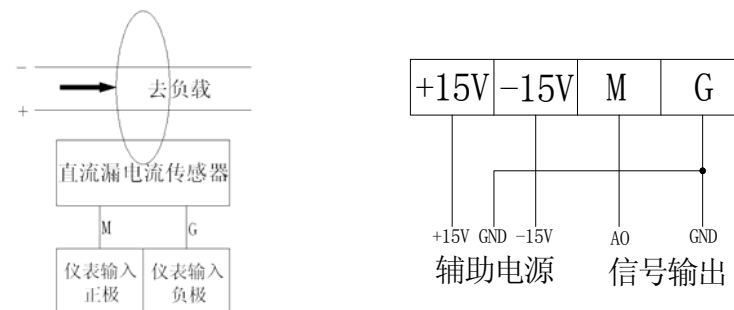 −
去负载
+
直流漏电流传感器
M
G
仪表输入
正极
仪表输入
负极
+15V
-15V
M
G
+15V
GND
-15V
AO
GND
辅助电源
信号输出